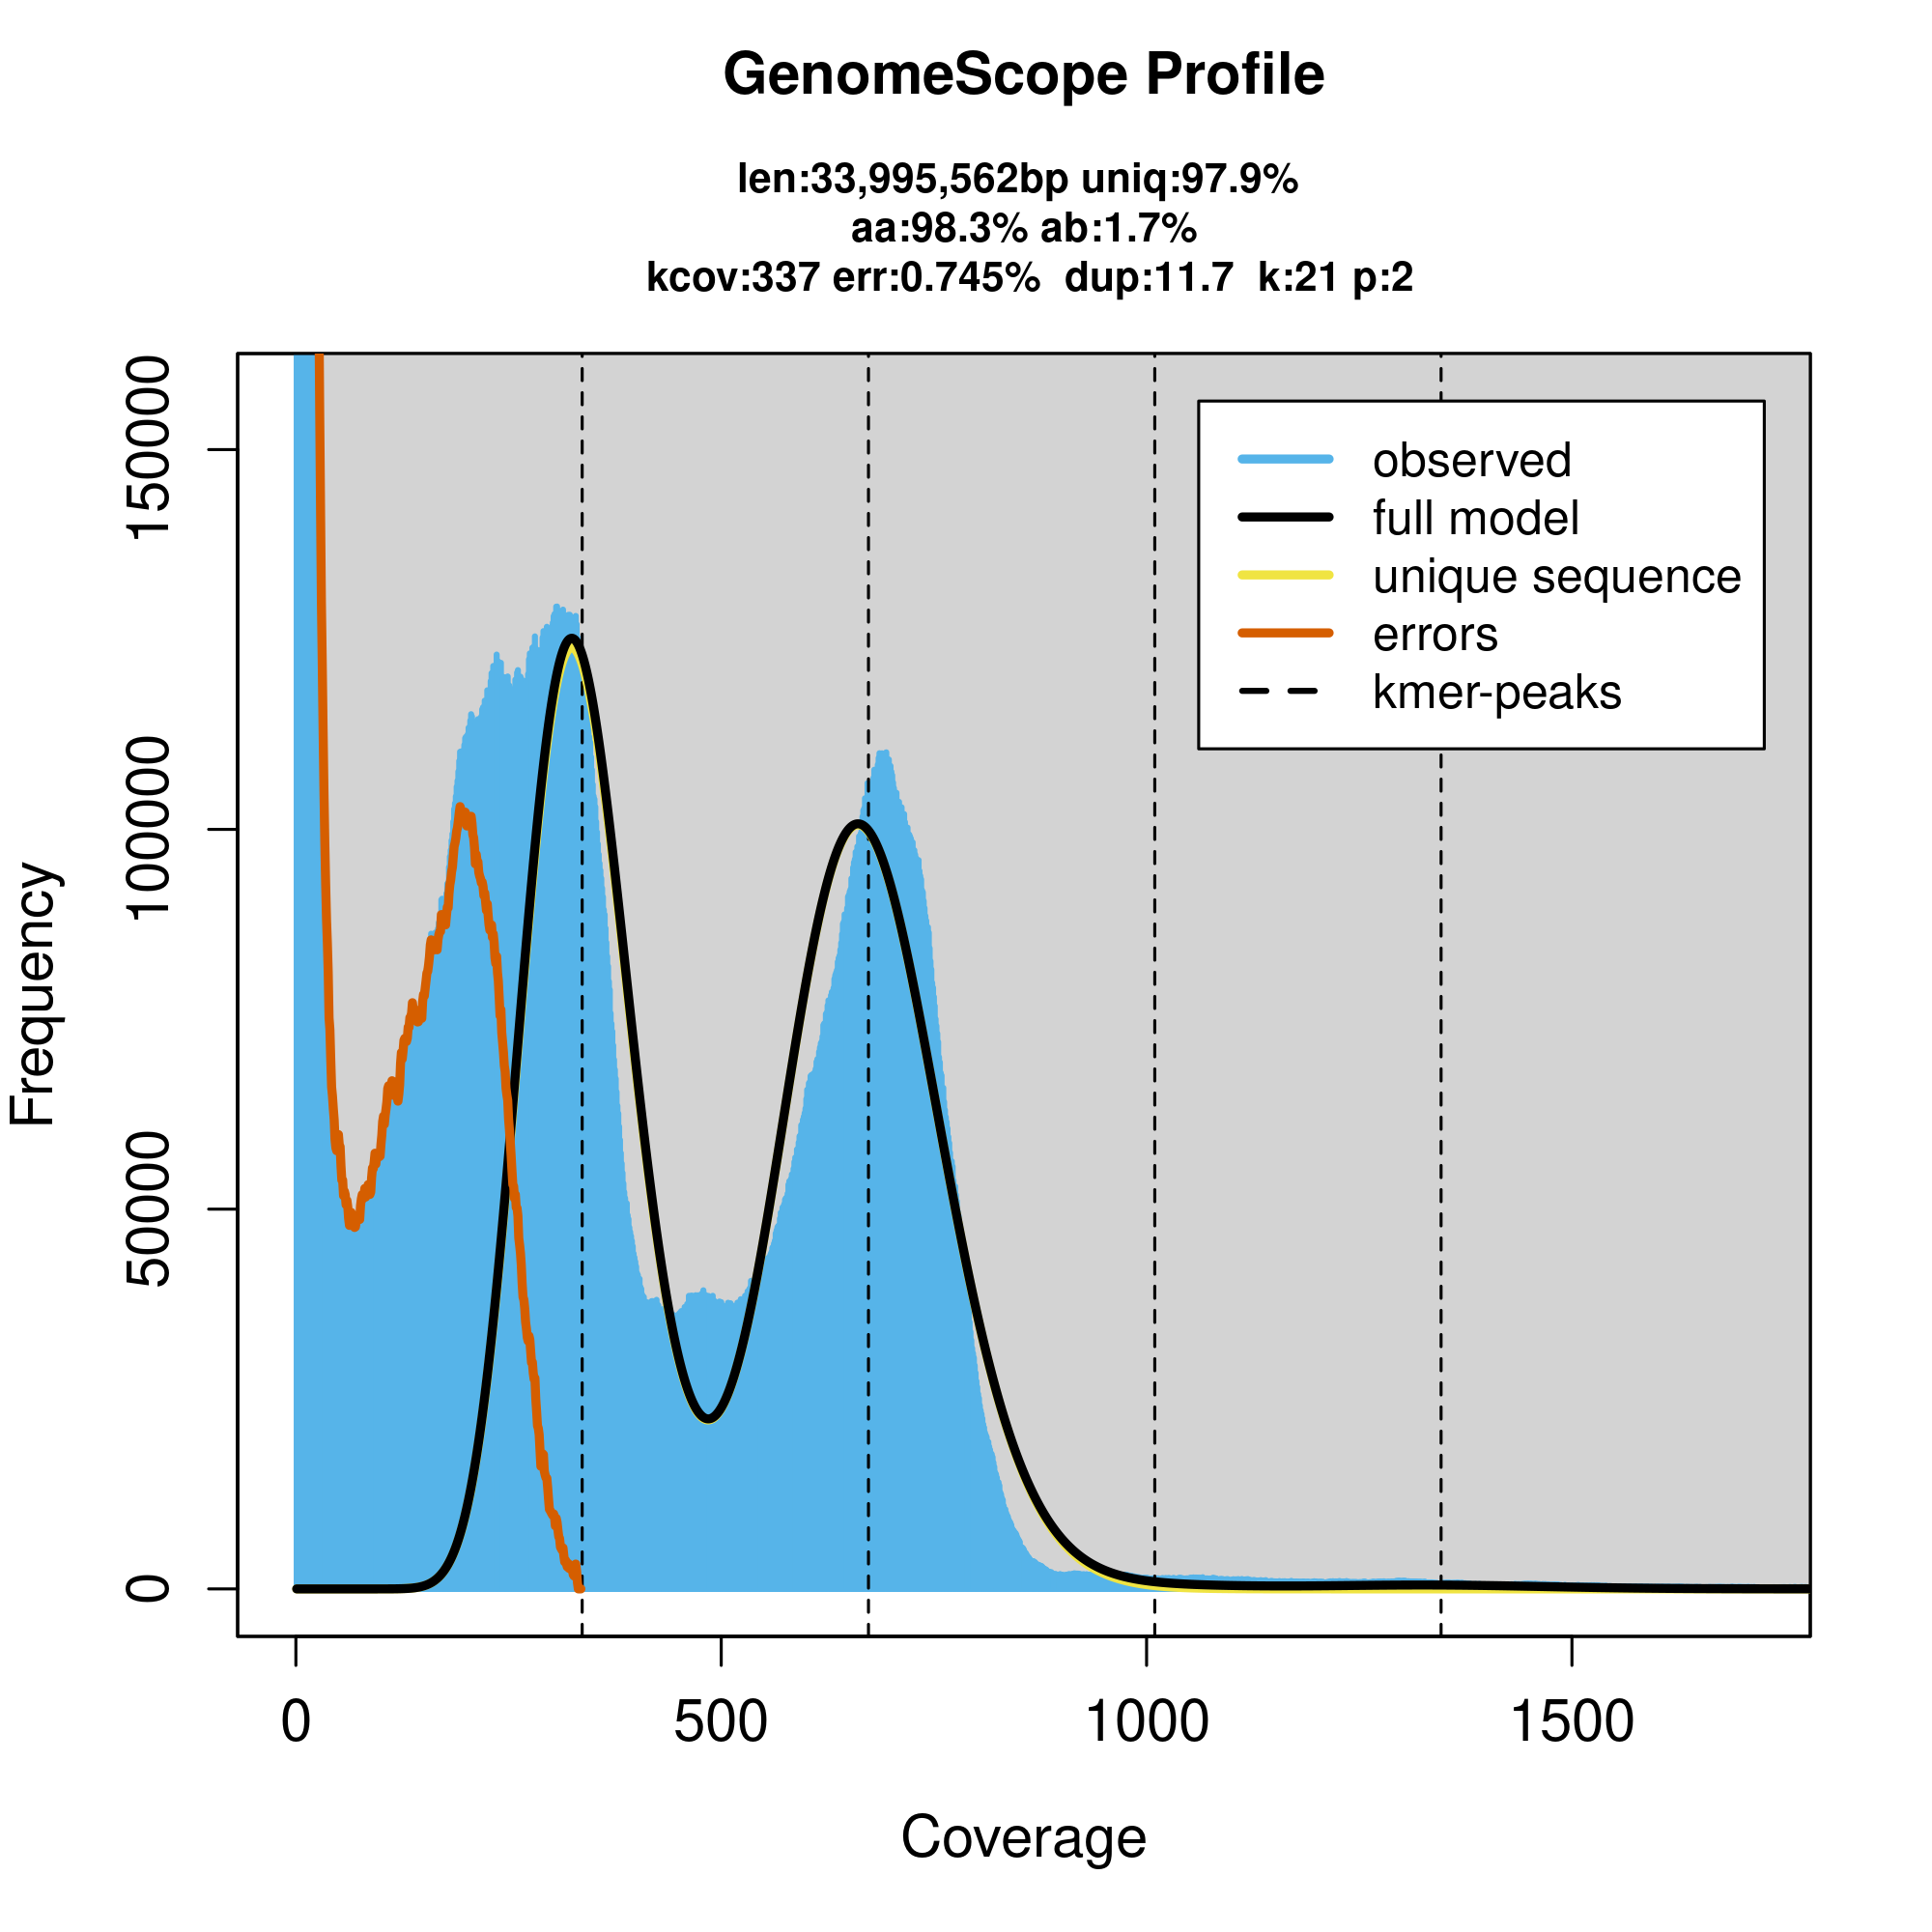 GenomeScope Profile
len:33,995,562bp uniq:97.9%
aa:98.3% ab:1.7%
kcov:337 err:0.745% dup:11.7 k:21 p:2
observed
full model
unique sequence
errors
kmer-peaks
Frequency
150000
100000
50000
0
0 500 1000 1500
Coverage